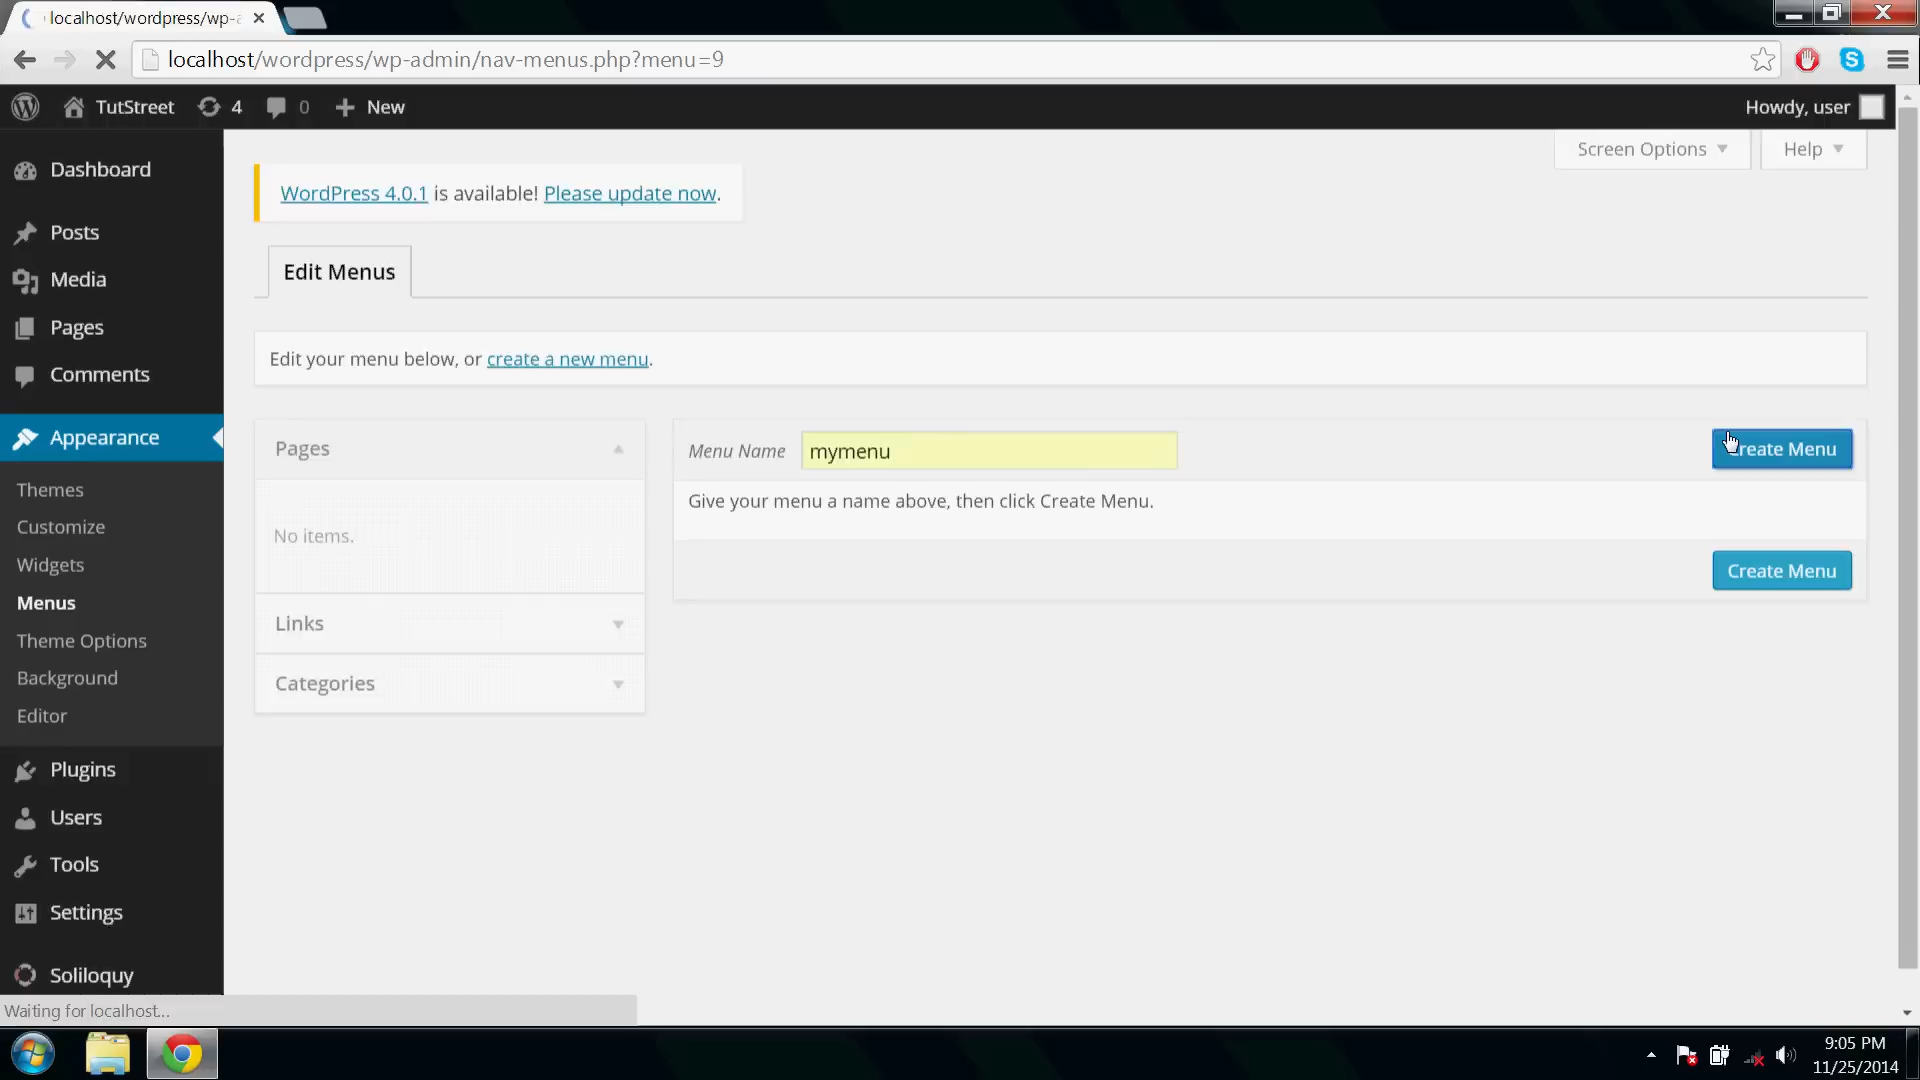 localhost/wordpress/wp-a
localhost/wordpress/wp-admin/nav-menus.php?menu=9
TutStreet 4 0 New
Howdy, user
Screen Options
Help
Dashboard
Posts
Media
Pages
Comments
Appearance
Themes
Customize
Widgets
Menus
Theme Options
Background
Editor
Plugins
Users
Tools
Settings
Soliloquy
WordPress 4.0.1 is available! Please update now.
Edit Menus
Edit your menu below, or create a new menu.
Pages
No items.
Links
Categories
Menu Name mymenu
Create Menu
Give your menu a name above, then click Create Menu.
Create Menu
Waiting for localhost...
9:05 PM
11/25/2014